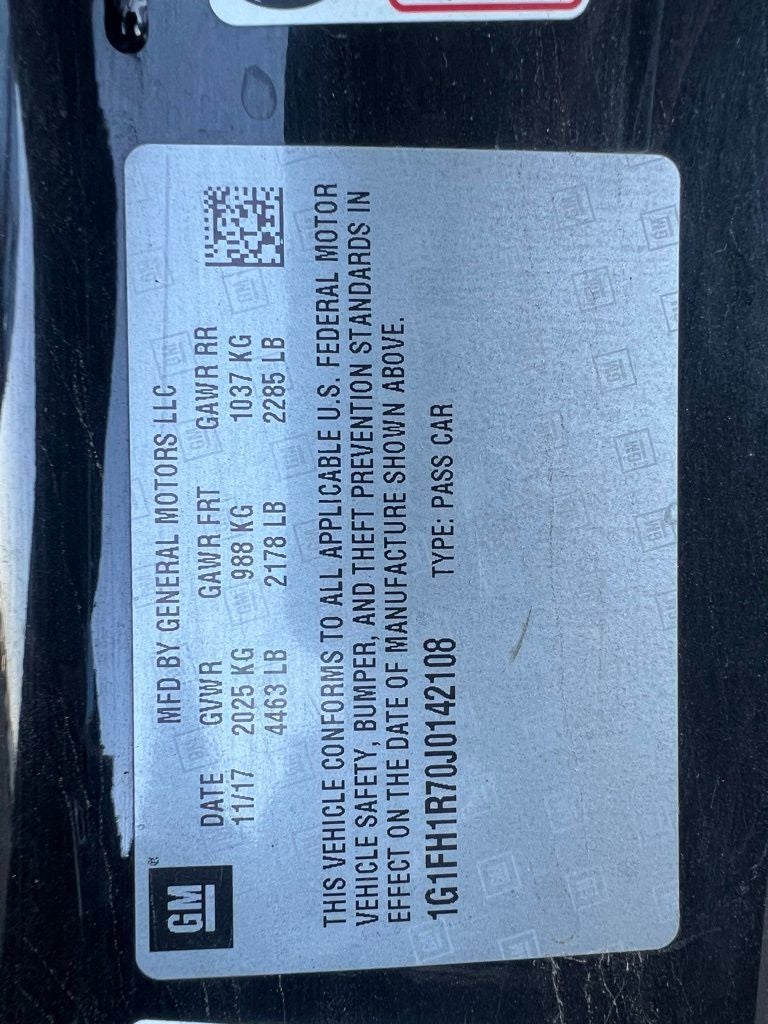 GM ®
MFD BY GENERAL MOTORS LLC
DATE GVWR GAWR FRT GAWR RR
11/17 2025 KG 988 KG 1037 KG
4463 LB 2178 LB 2285 LB
THIS VEHICLE CONFORMS TO ALL APPLICABLE U.S. FEDERAL MOTOR
VEHICLE SAFETY, BUMPER, AND THEFT PREVENTION STANDARDS IN
EFFECT ON THE DATE OF MANUFACTURE SHOWN ABOVE.
1G1FH1R70J0142108 TYPE: PASS CAR